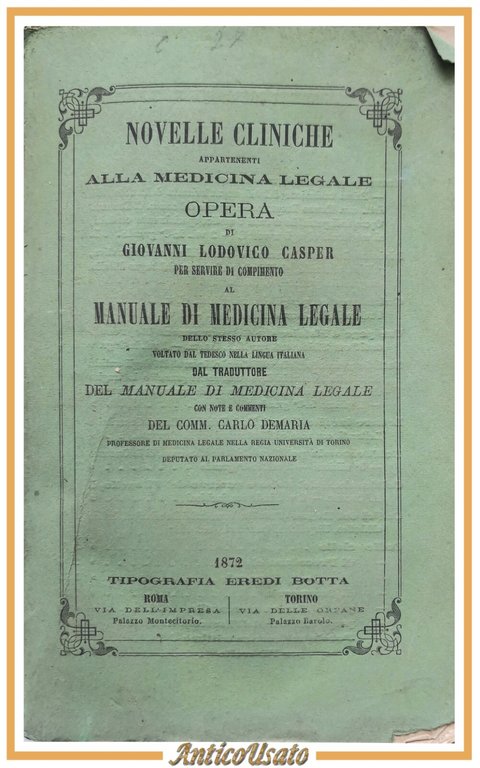 NOVELLE CLINICHE
APPARTENENTI
ALLA MEDICINA LEGALE
OPERA
DI
GIOVANNI LODOVICO CASPER
PER SERVIRE DI COMPIMENTO
AL
MANUALE DI MEDICINA LEGALE
DELLO STESSO AUTORE
VOLTATO DAL TEDESCO NELLA LINGUA ITALIANA
DAL TRADUTTORE
DEL MANUALE DI MEDICINA LEGALE
CON NOTE E COMMENTI
DEL COMM. CARLO DEMARIA
PROFESSORE DI MEDICINA LEGALE NELLA REGIA UNIVERSITÀ DI TORINO
DEPUTATO AL PARLAMENTO NAZIONALE
1872
TIPOGRAFIA EREDI BOTTA
ROMA
VIA DELL'IMPRESA
Palazzo Montecitorio.
TORINO
VIA DELLE ORFANE
Palazzo Barolo.
AnticoUsato